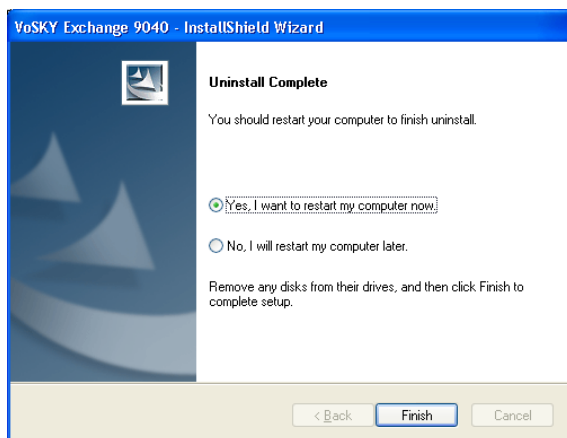 VoSKY Exchange 9040 - InstallShield Wizard
Uninstall Complete
You should restart your computer to finish uninstall.
Yes, I want to restart my computer now.
No, I will restart my computer later.
Remove any disks from their drives, and then click Finish to
complete setup.
< Back Finish Cancel